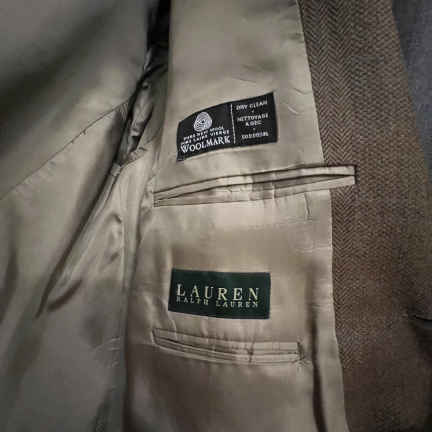 PURE NEW WOOL
PURE LAINE VIERGE
WOOLMARK
DRY CLEAN
NETTOYAGE
A SEC
LAUREN
RALPH LAUREN